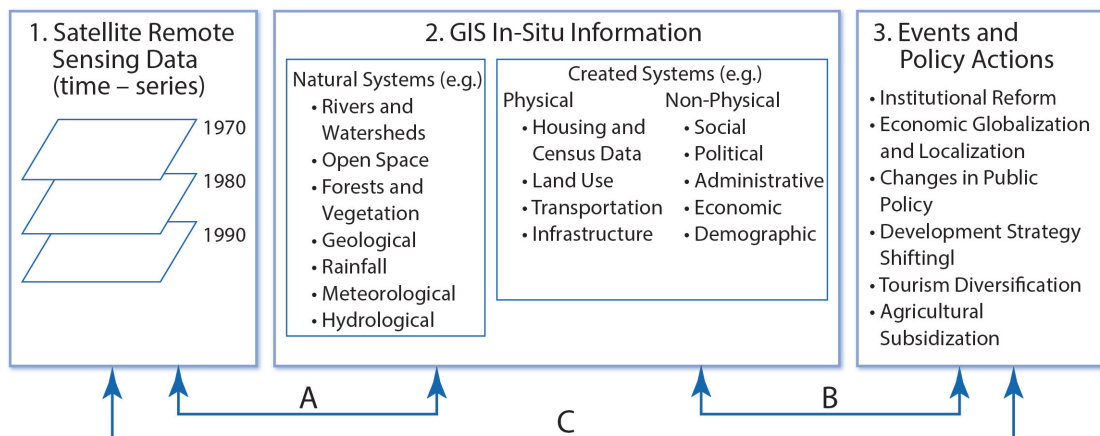 1. Satellite Remote
Sensing Data
(time – series)
1970
1980
1990
2. GIS In-Situ Information
Natural Systems (e.g.)
• Rivers and
Watersheds
• Open Space
• Forests and
Vegetation
• Geological
• Rainfall
• Meteorological
• Hydrological
Created Systems (e.g.)
Physical
• Housing and
Census Data
• Land Use
• Transportation
• Infrastructure
Non-Physical
• Social
• Political
• Administrative
• Economic
• Demographic
3. Events and
Policy Actions
• Institutional Reform
• Economic Globalization
and Localization
• Changes in Public
Policy
• Development Strategy
Shiftingl
• Tourism Diversification
• Agricultural
Subsidization
A
B
C